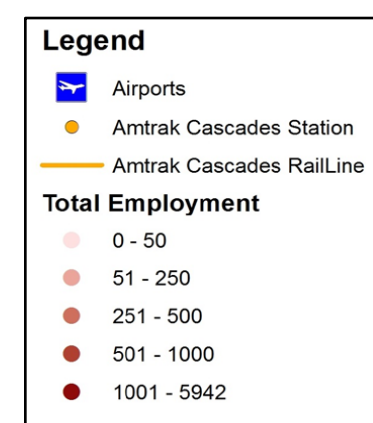 Legend
Airports
Amtrak Cascades Station
Amtrak Cascades RailLine
Total Employment
0 - 50
51 - 250
251 - 500
501 - 1000
1001 - 5942